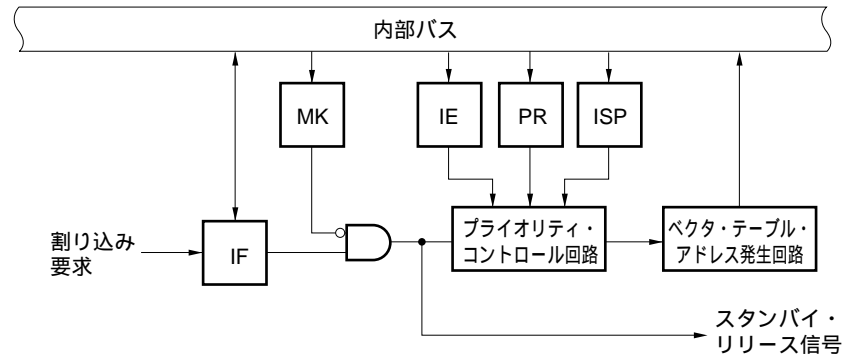 内部バス
MK
IE
PR
ISP
割り込み
要求
IF
プライオリティ・
コントロール回路
ベクタ・テーブル・
アドレス発生回路
スタンバイ・
リリース信号